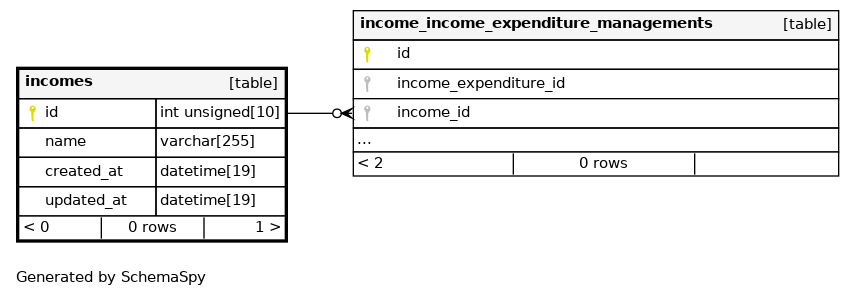 income_income_expenditure_managements [table]
id
income_expenditure_id
income_id
...
< 2 0 rows
incomes [table]
id int unsigned[10]
name varchar[255]
created_at datetime[19]
updated_at datetime[19]
< 0 0 rows 1 >
Generated by SchemaSpy